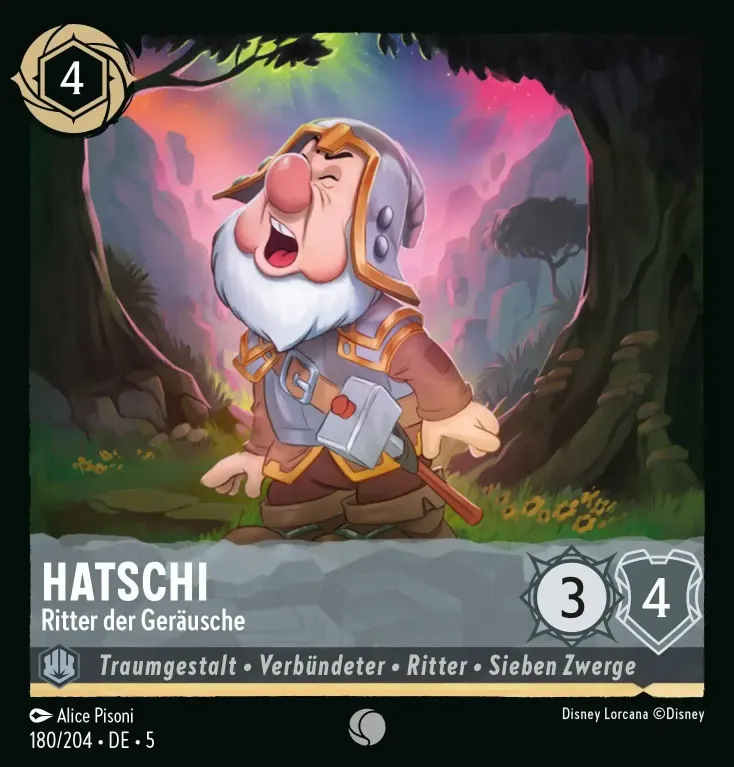 4
HATSCHI
Ritter der Geräusche
3
4
Traumgestalt • Verbündeter • Ritter • Sieben Zwerge
Alice Pisoni
Disney Lorcana ©Disney
180/204 • DE • 5